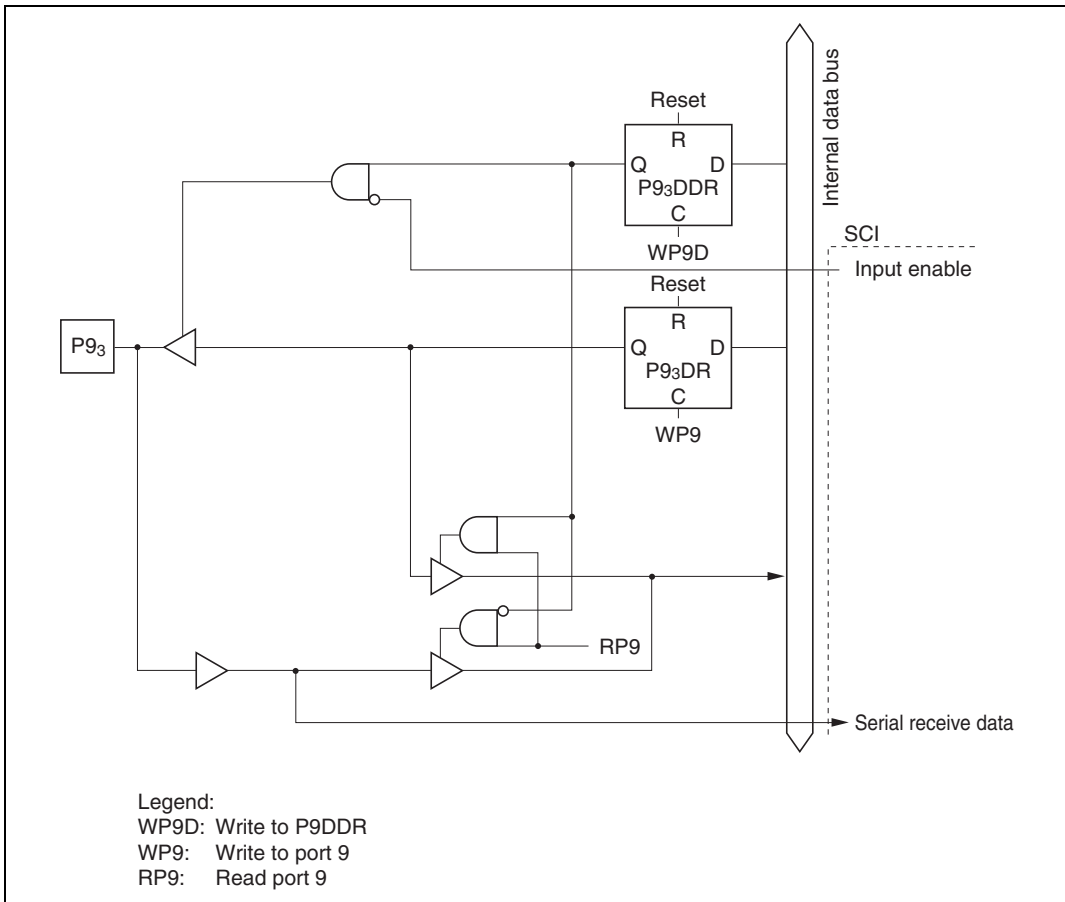 Reset
R
Q D
P9₃DDR
C
WP9D
Internal data bus
SCI
Input enable
Reset
R
Q D
P9₃DR
C
WP9
P9₃
RP9
Serial receive data
Legend:
WP9D: Write to P9DDR
WP9: Write to port 9
RP9: Read port 9